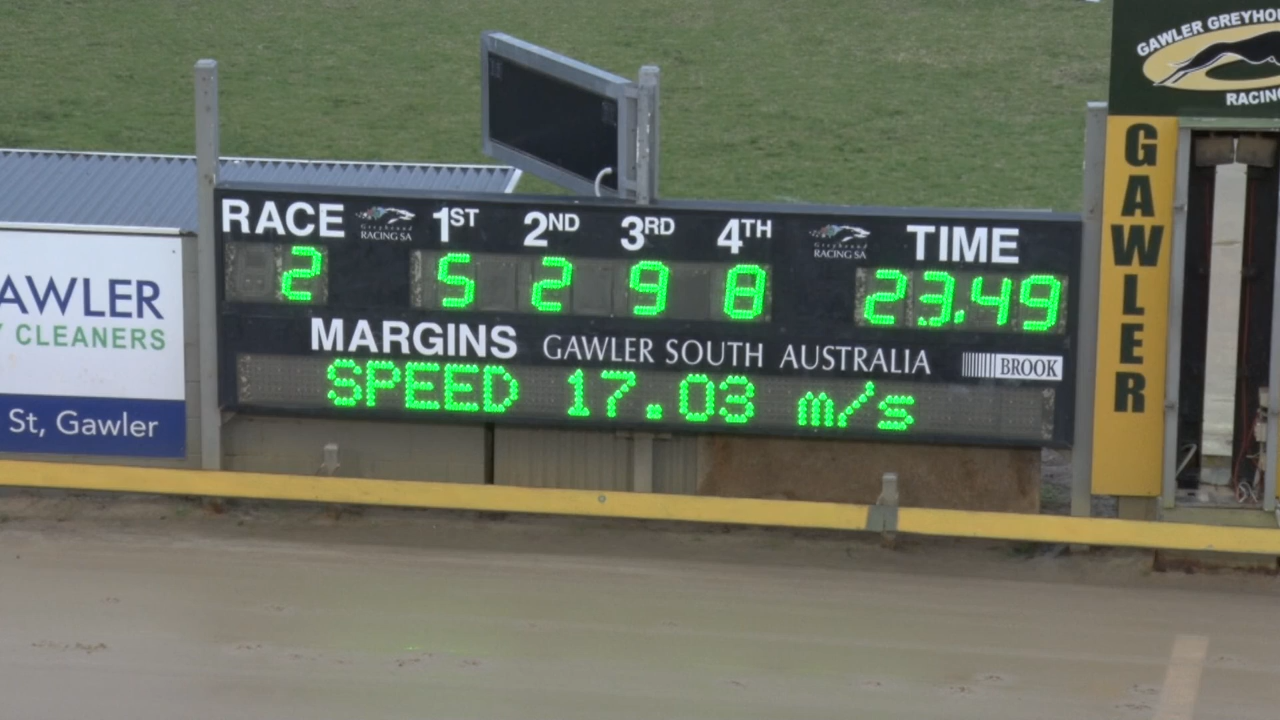 GAWLER GREYHO
RACING
GAWLER
RACE
Greyhound
RACING SA
1ST
2ND
3RD
4TH
Greyhound
RACING SA
TIME
2
5
2
9
8
23.49
MARGINS
GAWLER SOUTH AUSTRALIA
BROOK
SPEED 17.03 m/s
AWLER
Y CLEANERS
St, Gawler